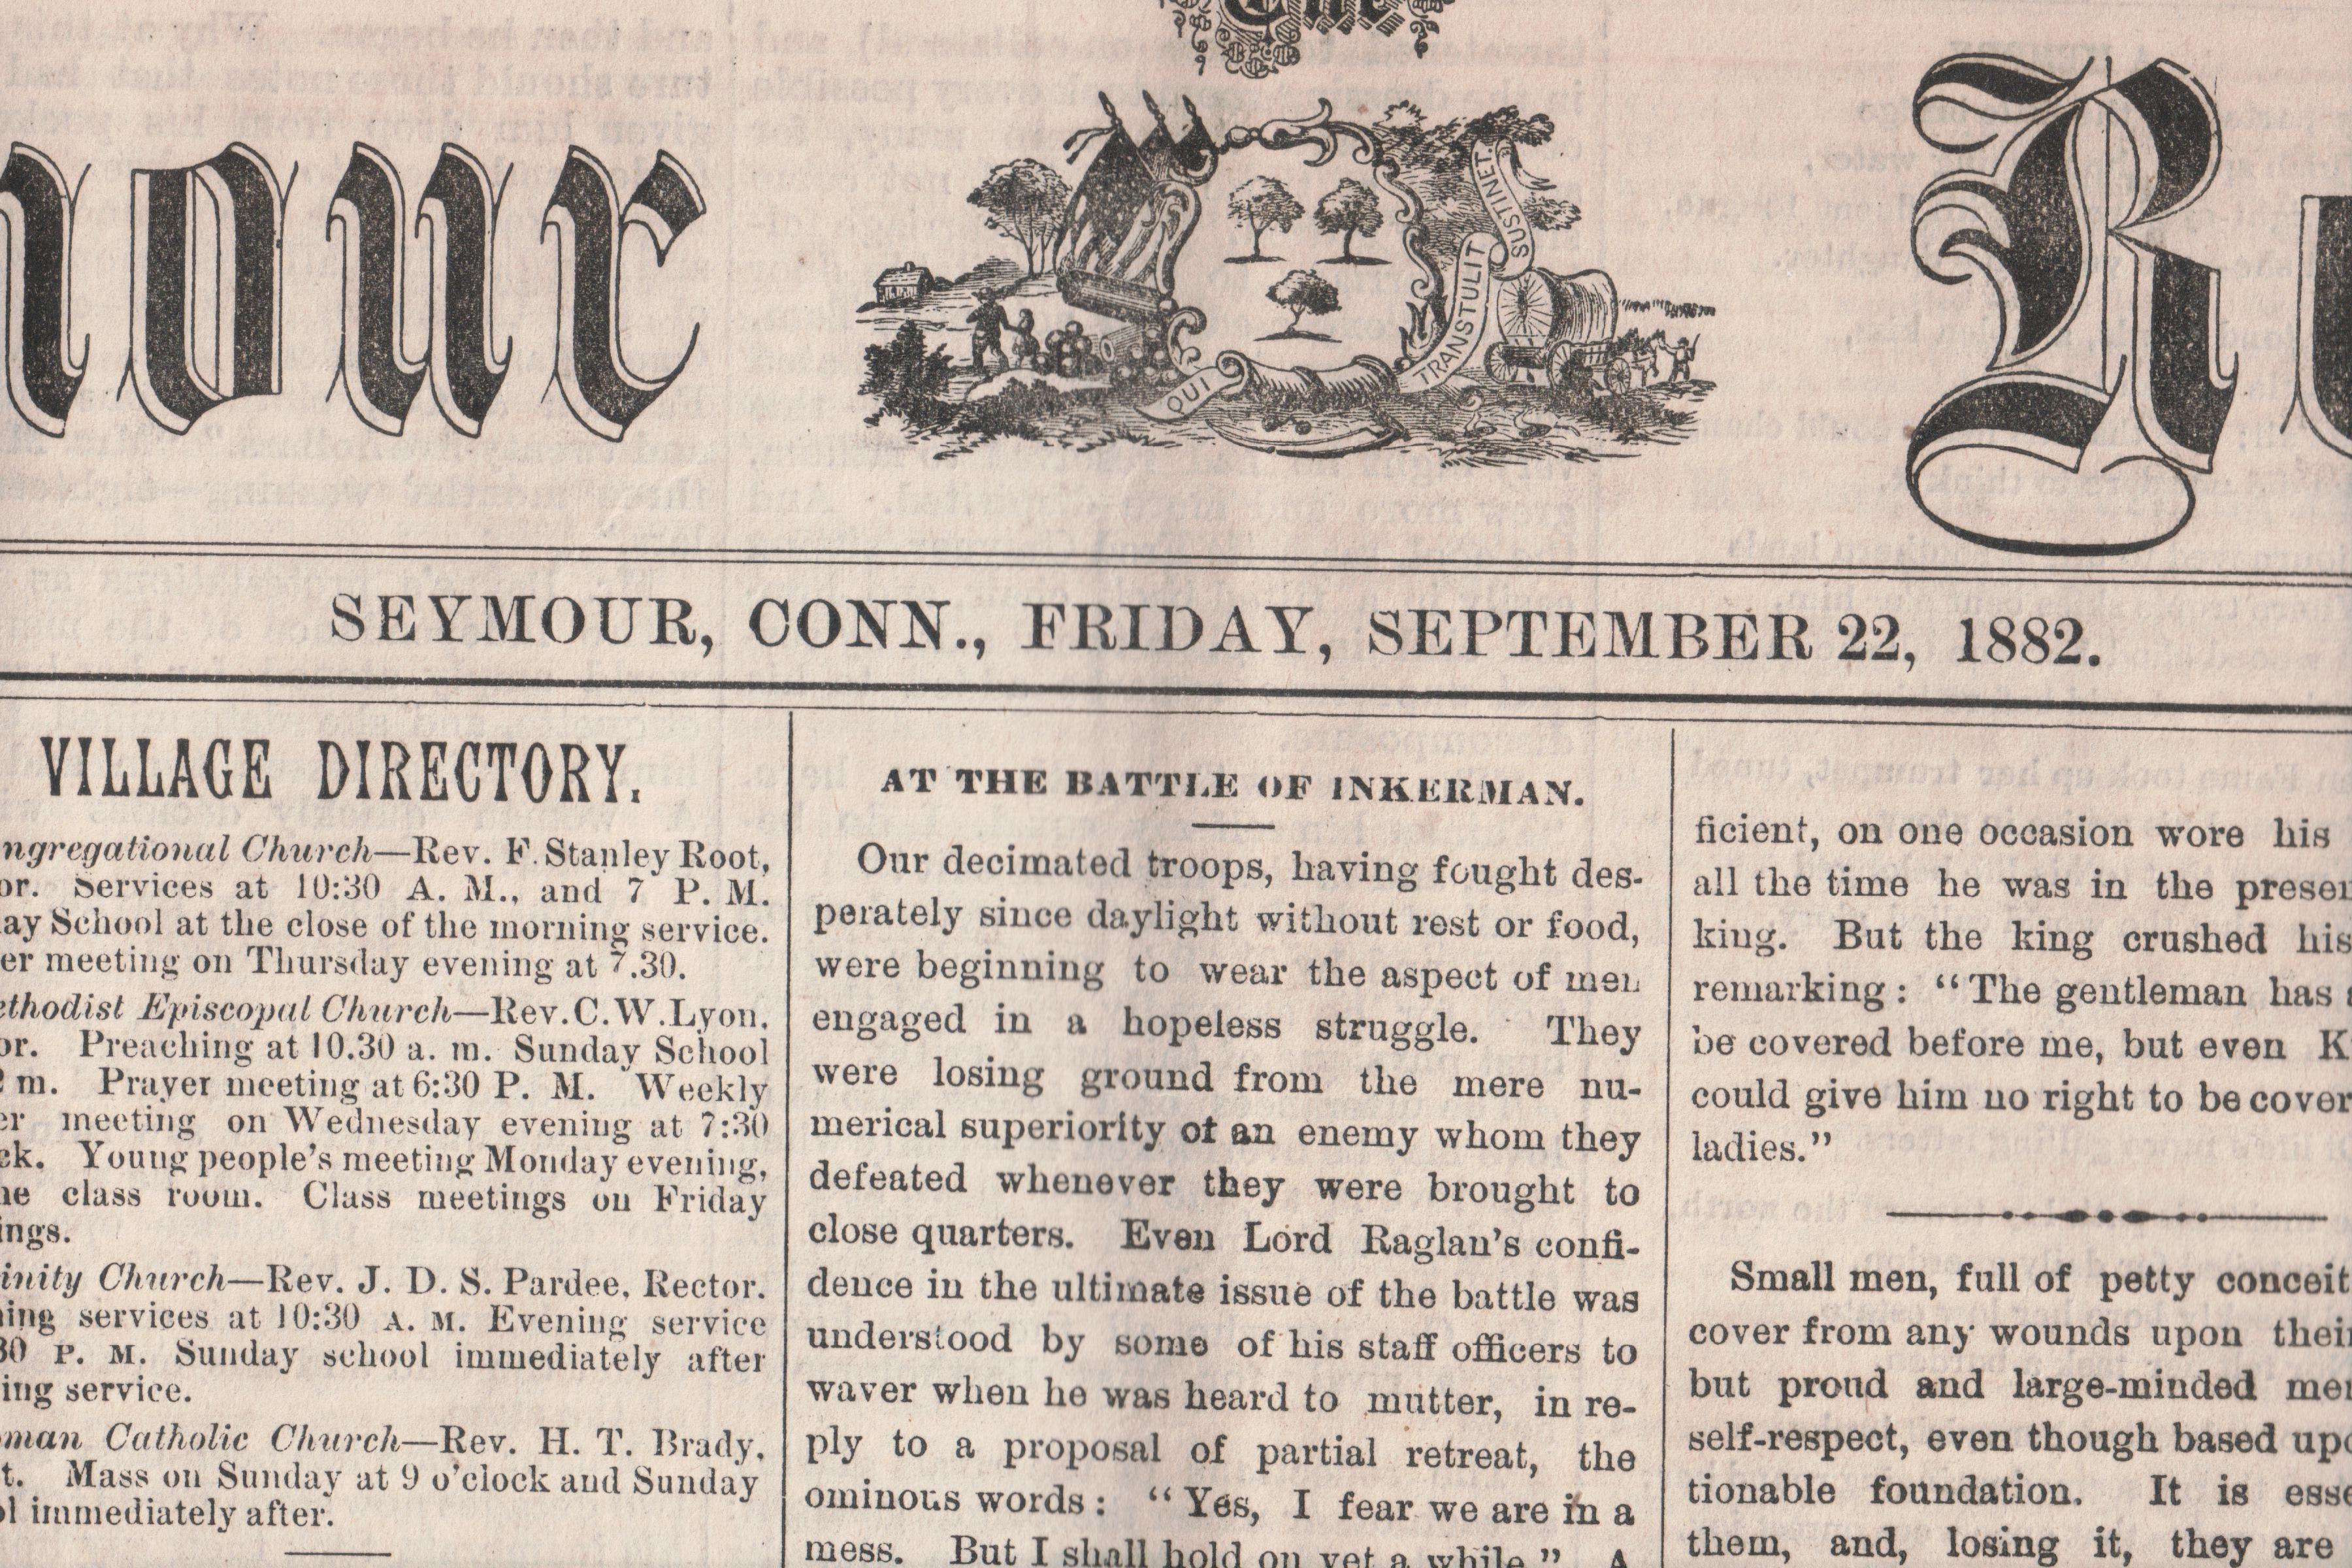 The
our R
SUSTINET.
TRANSTULIT
QUI
SEYMOUR, CONN., FRIDAY, SEPTEMBER 22, 1882.
VILLAGE DIRECTORY.
ngregational Church—Rev. F. Stanley Root,
or. Services at 10:30 A. M., and 7 P. M.
ay School at the close of the morning service.
er meeting on Thursday evening at 7.30.
ethodist Episcopal Church—Rev. C. W. Lyon,
or. Preaching at 10.30 a. m. Sunday School
2 m. Prayer meeting at 6:30 P. M. Weekly
er meeting on Wednesday evening at 7:30
ck. Young people's meeting Monday evening,
he class room. Class meetings on Friday
ings.
inity Church—Rev. J. D. S. Pardee, Rector.
ning services at 10:30 A. M. Evening service
30 P. M. Sunday school immediately after
ing service.
man Catholic Church—Rev. H. T. Brady,
t. Mass on Sunday at 9 o'clock and Sunday
ol immediately after.
AT THE BATTLE OF INKERMAN.
Our decimated troops, having fought des-
perately since daylight without rest or food,
were beginning to wear the aspect of men
engaged in a hopeless struggle. They
were losing ground from the mere nu-
merical superiority of an enemy whom they
defeated whenever they were brought to
close quarters. Even Lord Raglan's confi-
dence in the ultimate issue of the battle was
understood by some of his staff officers to
waver when he was heard to mutter, in re-
ply to a proposal of partial retreat, the
ominous words: "Yes, I fear we are in a
mess. But I shall hold on yet a while." A
ficient, on one occasion wore his
all the time he was in the presen
king. But the king crushed his
remarking: "The gentleman has a
be covered before me, but even K
could give him no right to be cover
ladies."
Small men, full of petty conceit
cover from any wounds upon their
but proud and large-minded men
self-respect, even though based upo
tionable foundation. It is esse
them, and, losing it, they are